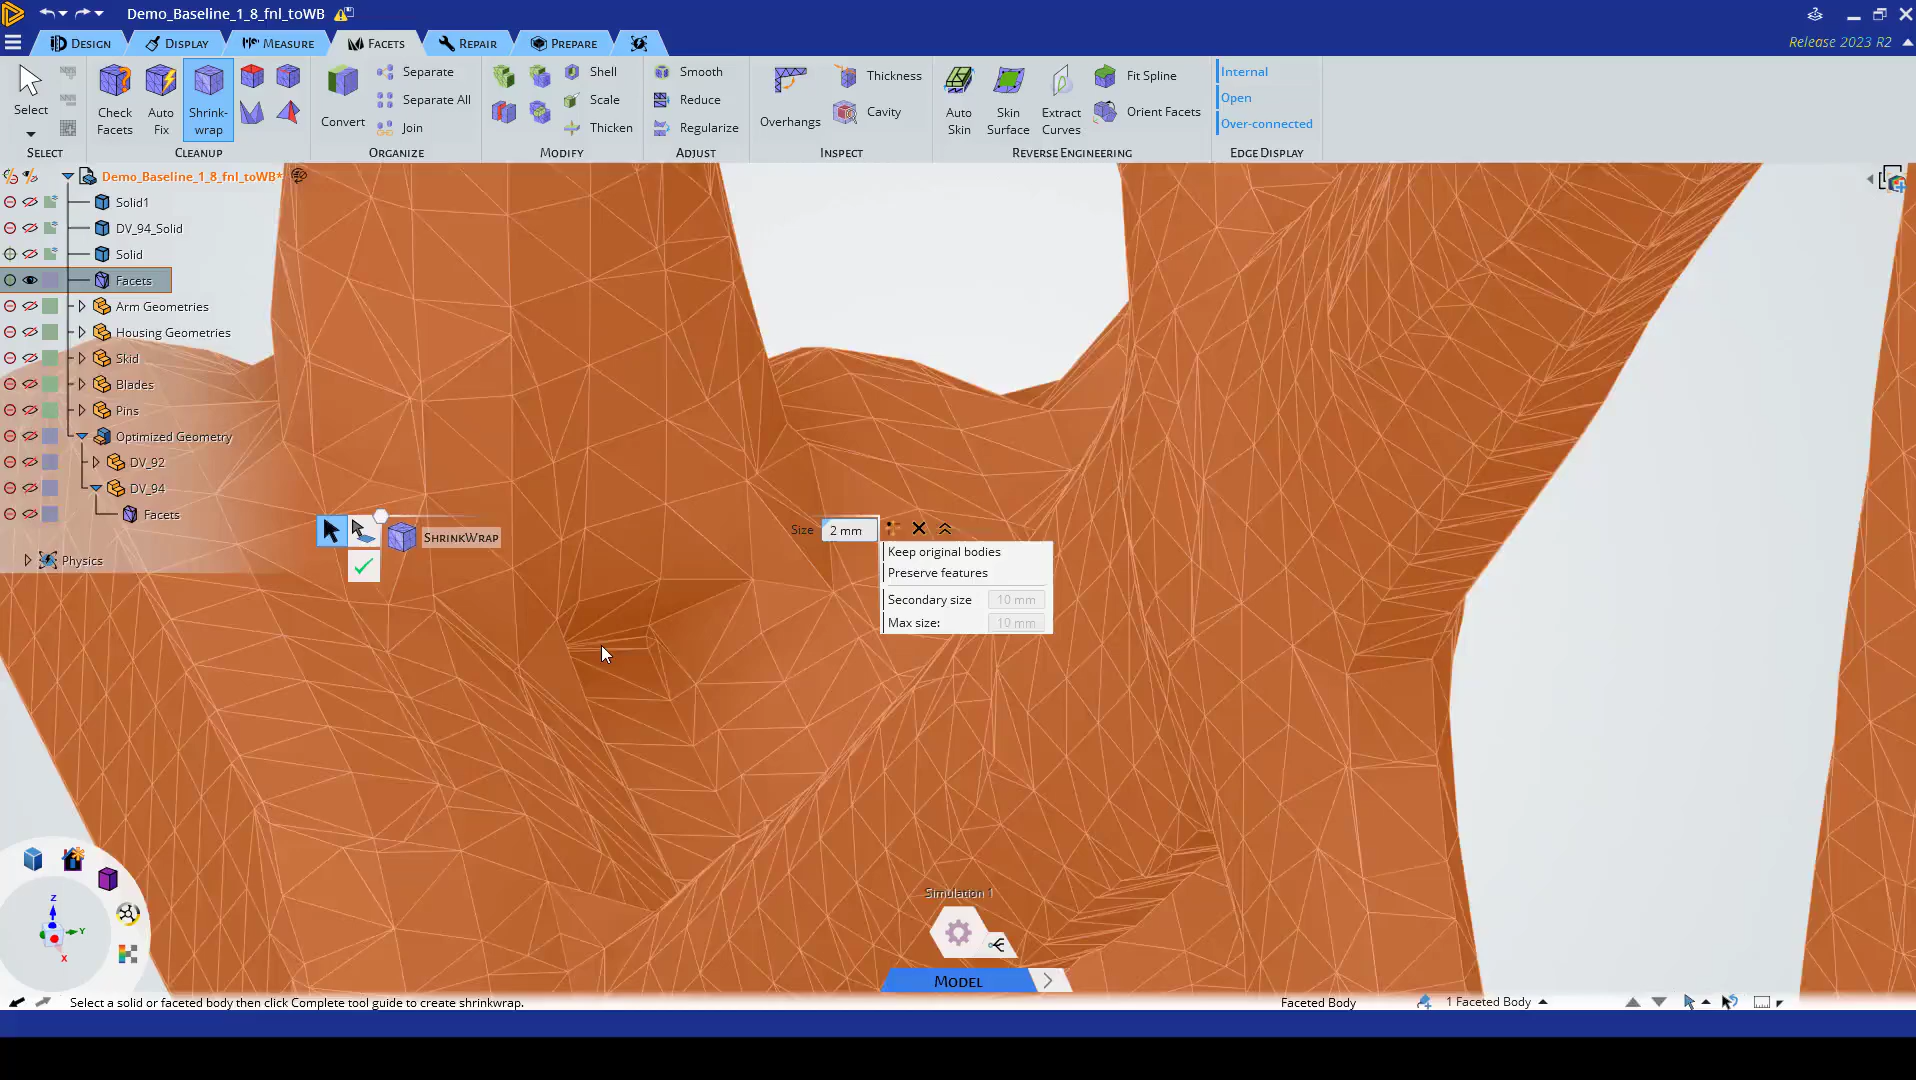 Demo_Baseline_1_8_fnl_toWB
DESIGN DISPLAY MEASURE FACETS REPAIR PREPARE
Release 2023 R2
Select
Check Facets
Auto Fix
Shrink-wrap
Convert
Separate
Separate All
Join
Shell
Scale
Thicken
Smooth
Reduce
Regularize
Overhangs
Thickness
Cavity
Auto Skin
Skin Surface
Extract Curves
Fit Spline
Orient Facets
Internal
Open
Over-connected
SELECT CLEANUP ORGANIZE MODIFY ADJUST INSPECT REVERSE ENGINEERING EDGE DISPLAY
Demo_Baseline_1_8_fnl_toWB*
Solid1
DV_94_Solid
Solid
Facets
Arm Geometries
Housing Geometries
Skid
Blades
Pins
Optimized Geometry
DV_92
DV_94
Facets
Physics
SHRINKWRAP
Size 2 mm
Keep original bodies
Preserve features
Secondary size 10 mm
Max size: 10 mm
Z
Y
X
Simulation 1
MODEL
Select a solid or faceted body then click Complete tool guide to create shrinkwrap.
Faceted Body
1 Faceted Body